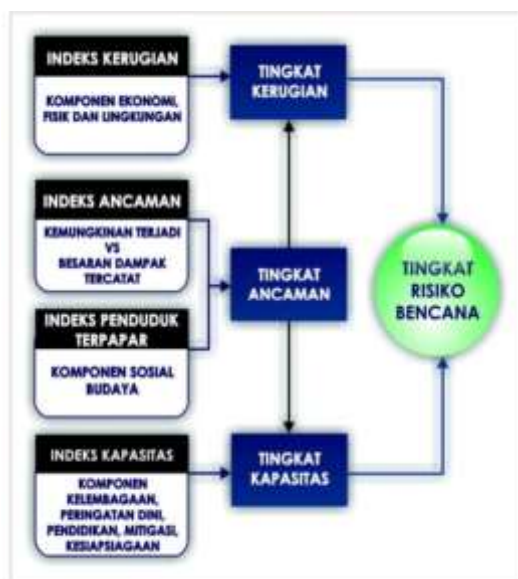 INDEKS KERUGIAN
KOMPONEN EKONOMI,
FISIK DAN LINGKUNGAN
TINGKAT
KERUGIAN
INDEKS ANCAMAN
KEMUNGKINAN TERJADI
VS
BESARAN DAMPAK
TERCATAT
INDEKS PENDUDUK
TERPAPAR
KOMPONEN SOSIAL
BUDAYA
TINGKAT
ANCAMAN
INDEKS KAPASITAS
KOMPONEN
KELEMBAGAAN,
PERINGATAN DINI,
PENDIDIKAN, MITIGASI,
KESIAPSIAGAAN
TINGKAT
KAPASITAS
TINGKAT
RISIKO
BENCANA